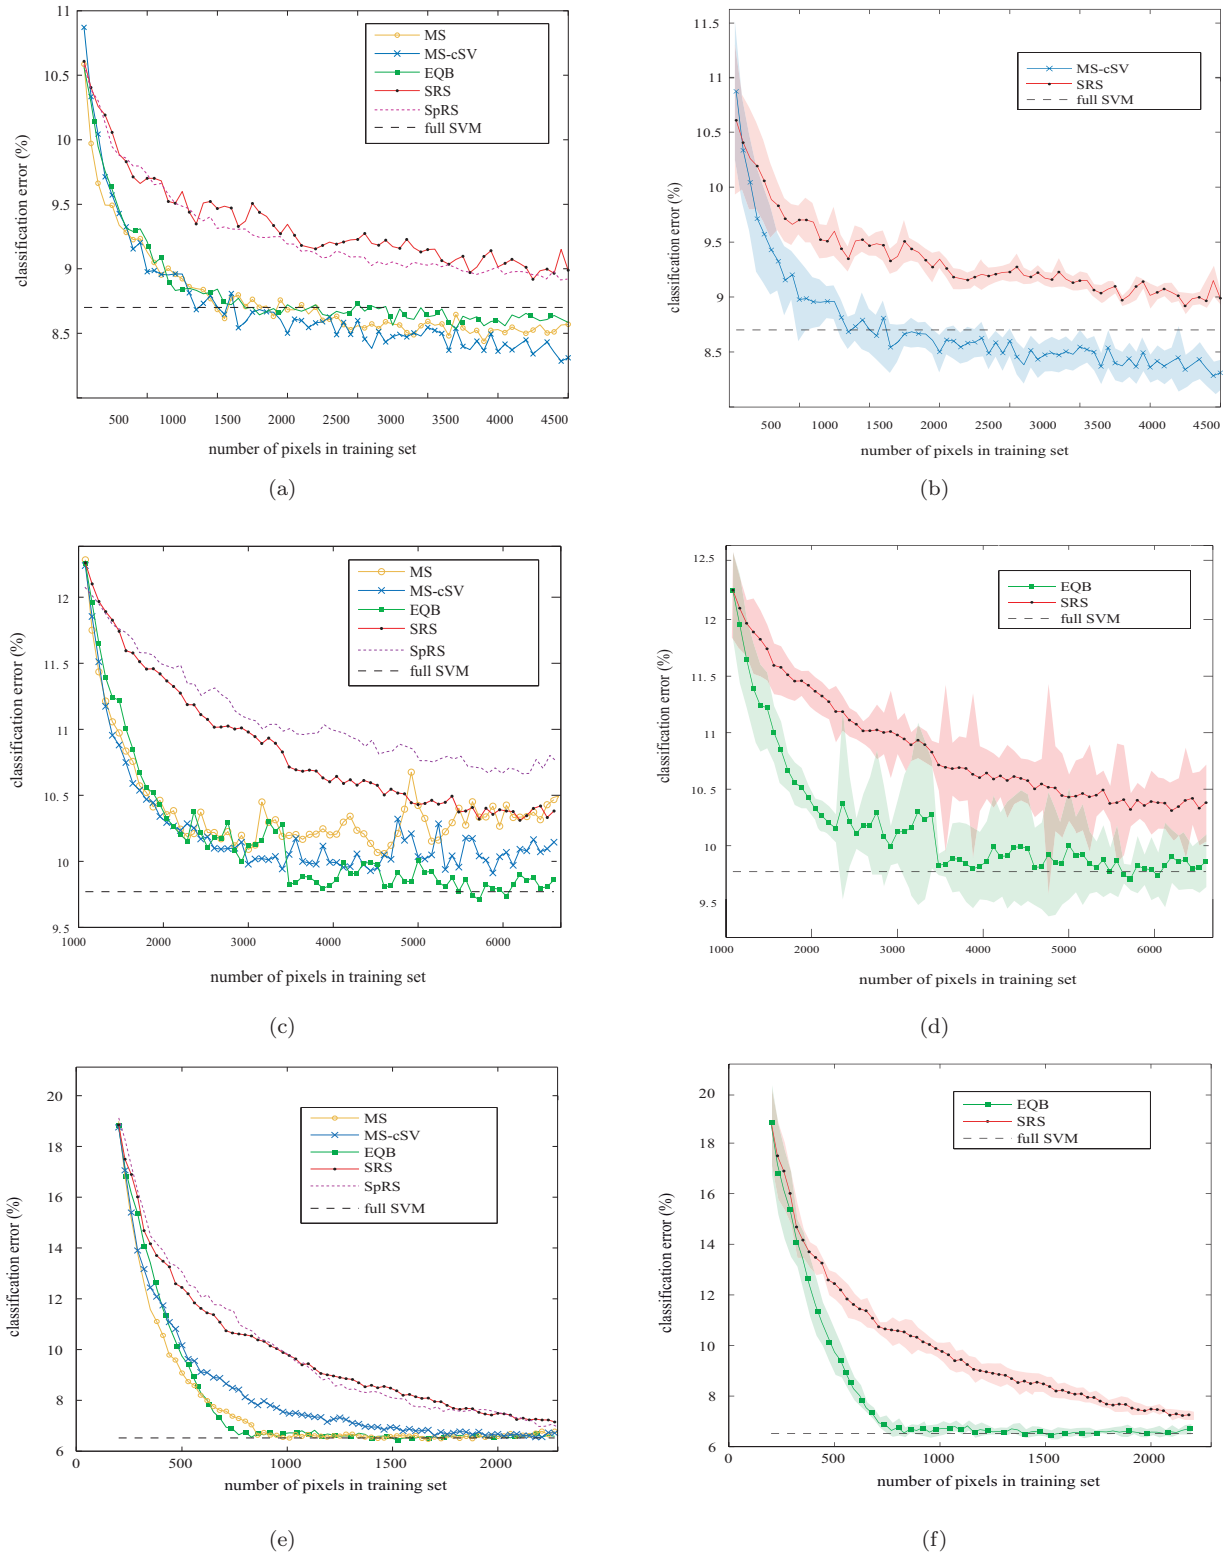 11
10.5
10
9.5
9
8.5
500 1000 1500 2000 2500 3000 3500 4000 4500
classification error (%)
number of pixels in training set
MS
MS-cSV
EQB
SRS
SpRS
full SVM
(a)
11.5
11
10.5
10
9.5
9
8.5
500 1000 1500 2000 2500 3000 3500 4000 4500
classification error (%)
number of pixels in training set
MS-cSV
SRS
full SVM
(b)
12
11.5
11
10.5
10
9.5
1000 2000 3000 4000 5000 6000
classification error (%)
number of pixels in training set
MS
MS-cSV
EQB
SRS
SpRS
full SVM
(c)
12.5
12
11.5
11
10.5
10
9.5
1000 2000 3000 4000 5000 6000
classification error (%)
number of pixels in training set
EQB
SRS
full SVM
(d)
20
18
16
14
12
10
8
6
0 500 1000 1500 2000
classification error (%)
number of pixels in training set
MS
MS-cSV
EQB
SRS
SpRS
full SVM
(e)
20
18
16
14
12
10
8
6
0 500 1000 1500 2000
classification error (%)
number of pixels in training set
EQB
SRS
full SVM
(f)